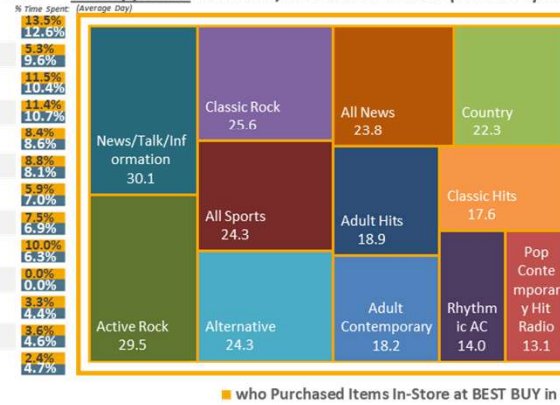 % Time Spent: (Average Day)
13.5%
12.6%
5.3%
9.6%
11.5%
10.4%
11.4%
10.7%
8.4%
8.6%
8.8%
8.1%
5.9%
7.0%
7.5%
6.9%
10.0%
6.3%
0.0%
0.0%
3.3%
4.4%
3.6%
4.6%
2.4%
4.7%
News/Talk/Inf
ormation
30.1
Classic Rock
25.6
All News
23.8
Country
22.3
All Sports
24.3
Adult Hits
18.9
Classic Hits
17.6
Active Rock
29.5
Alternative
24.3
Adult
Contemporary
18.2
Rhythm
ic AC
14.0
Pop
Conte
mporar
y Hit
Radio
13.1
who Purchased Items In-Store at BEST BUY in